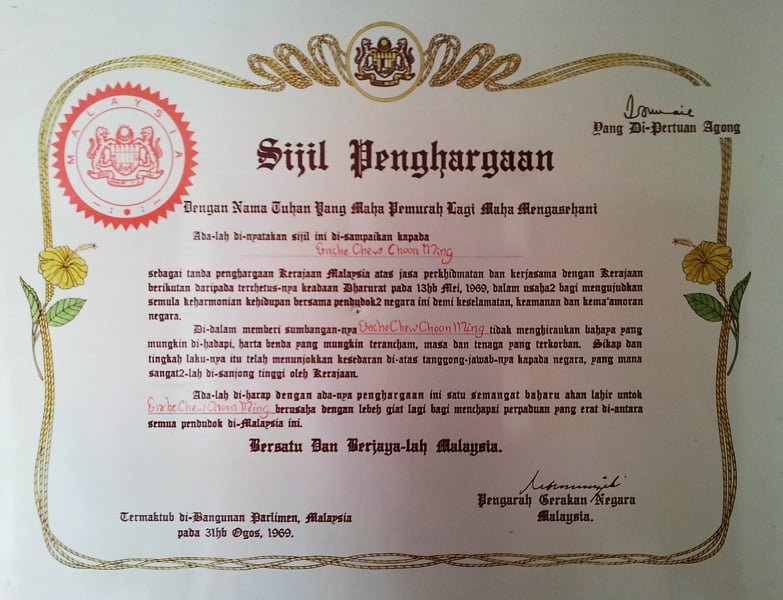 MALAYSIA
Yang Di-Pertuan Agong
Sijil Penghargaan
Dengan Nama Tuhan Yang Maha Pemurah Lagi Maha Mengasehani
Ada-lah di-nyatakan sijil ini di-sampaikan kapada
Enche Chew Choon Ming
sebagai tanda penghargaan Kerajaan Malaysia atas jasa perkhidmatan dan kerjasama dengan Kerajaan
berikutan daripada terchetus-nya keadaan Dharurat pada 13hb Mei, 1969, dalam usaha2 bagi mengujudkan
semula keharmonian kehidupan bersama pendudok2 negara ini demi keselamatan, keamanan dan kema'amoran
negara.
Di-dalam memberi sumbangan-nya Enche Chew Choon Ming tidak menghiraukan bahaya yang
mungkin di-hadapi, harta benda yang mungkin terancham, masa dan tenaga yang terkorban. Sikap dan
tingkah laku-nya itu telah menunjokkan kesedaran di-atas tanggong-jawab-nya kapada negara, yang mana
sangat2-lah di-sanjong tinggi oleh Kerajaan.
Ada-lah di-harap dengan ada-nya penghargaan ini satu semangat baharu akan lahir untok
Enche Chew Choon Ming berusaha dengan lebeh giat lagi bagi menchapai perpaduan yang erat di-antara
semua pendudok di-Malaysia ini.
Bersatu Dan Berjaya-lah Malaysia.
Pengarah Gerakan Negara
Malaysia.
Termaktub di-Bangunan Parlimen, Malaysia
pada 31hb Ogos, 1969.